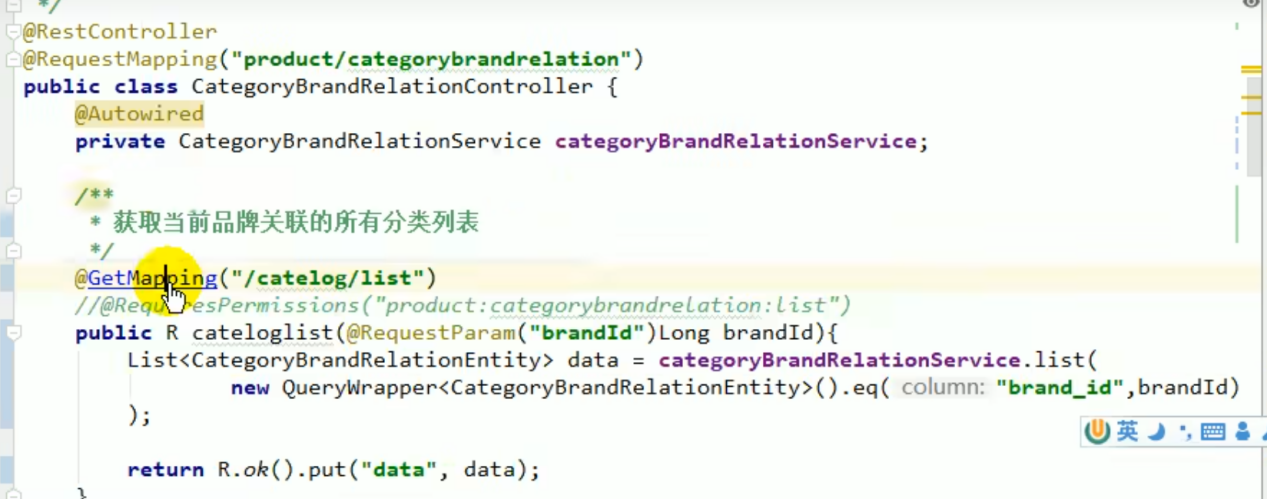 */
@RestController
@RequestMapping("product/categorybrandrelation")
public class CategoryBrandRelationController {
@Autowired
private CategoryBrandRelationService categoryBrandRelationService;
/**
* 获取当前品牌关联的所有分类列表
*/
@GetMapping("/catelog/list")
//@RequiresPermissions("product:categorybrandrelation:list")
public R cateloglist(@RequestParam("brandId")Long brandId){
List<CategoryBrandRelationEntity> data = categoryBrandRelationService.list(
new QueryWrapper<CategoryBrandRelationEntity>().eq( column: "brand_id",brandId)
);
英
return R.ok().put("data", data);
}